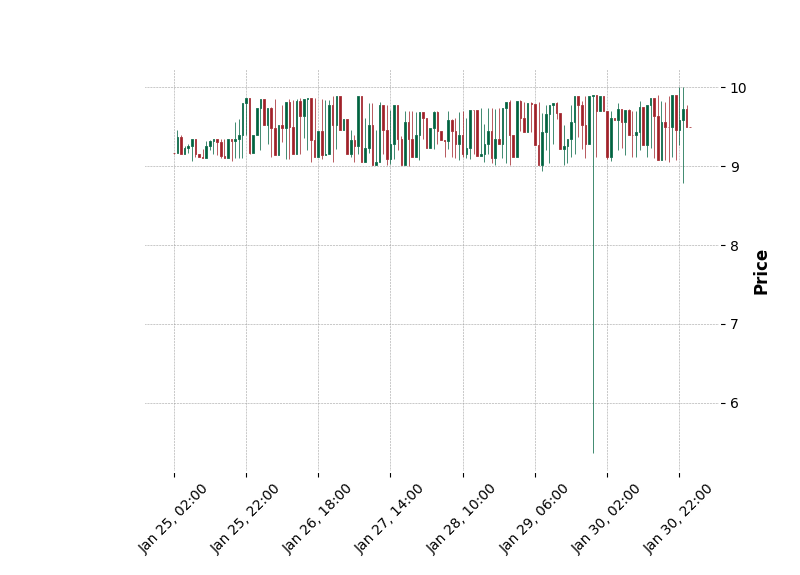 10
9
8
7
6
Price
Jan 25, 02:00
Jan 25, 22:00
Jan 26, 18:00
Jan 27, 14:00
Jan 28, 10:00
Jan 29, 06:00
Jan 30, 02:00
Jan 30, 22:00